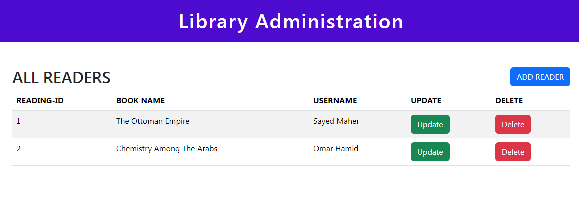 Library Administration
ALL READERS
ADD READER
READING-ID BOOK NAME USERNAME UPDATE DELETE
1 The Ottoman Empire Sayed Maher Update Delete
2 Chemistry Among The Arabs Omar Hamid Update Delete